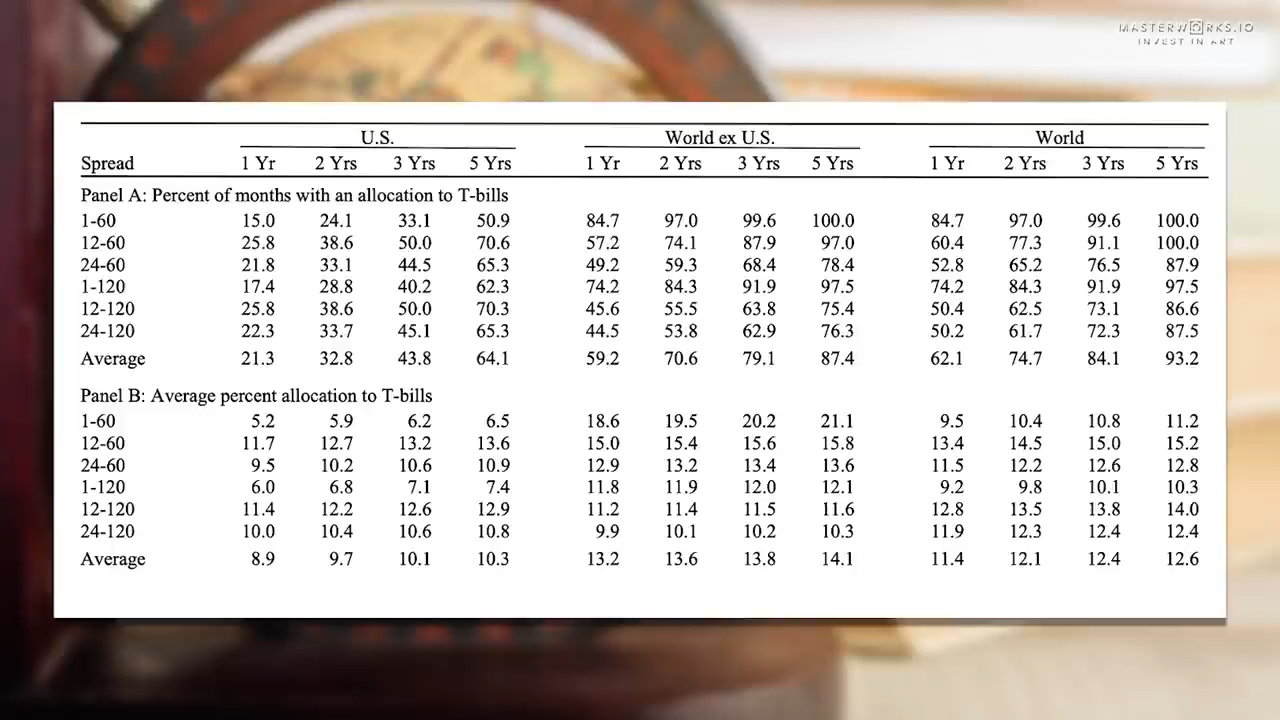 MASTERWORKS.IO
INVEST IN ART
U.S. World ex U.S. World
Spread 1 Yr 2 Yrs 3 Yrs 5 Yrs 1 Yr 2 Yrs 3 Yrs 5 Yrs 1 Yr 2 Yrs 3 Yrs 5 Yrs
Panel A: Percent of months with an allocation to T-bills
1-60 15.0 24.1 33.1 50.9 84.7 97.0 99.6 100.0 84.7 97.0 99.6 100.0
12-60 25.8 38.6 50.0 70.6 57.2 74.1 87.9 97.0 60.4 77.3 91.1 100.0
24-60 21.8 33.1 44.5 65.3 49.2 59.3 68.4 78.4 52.8 65.2 76.5 87.9
1-120 17.4 28.8 40.2 62.3 74.2 84.3 91.9 97.5 74.2 84.3 91.9 97.5
12-120 25.8 38.6 50.0 70.3 45.6 55.5 63.8 75.4 50.4 62.5 73.1 86.6
24-120 22.3 33.7 45.1 65.3 44.5 53.8 62.9 76.3 50.2 61.7 72.3 87.5
Average 21.3 32.8 43.8 64.1 59.2 70.6 79.1 87.4 62.1 74.7 84.1 93.2
Panel B: Average percent allocation to T-bills
1-60 5.2 5.9 6.2 6.5 18.6 19.5 20.2 21.1 9.5 10.4 10.8 11.2
12-60 11.7 12.7 13.2 13.6 15.0 15.4 15.6 15.8 13.4 14.5 15.0 15.2
24-60 9.5 10.2 10.6 10.9 12.9 13.2 13.4 13.6 11.5 12.2 12.6 12.8
1-120 6.0 6.8 7.1 7.4 11.8 11.9 12.0 12.1 9.2 9.8 10.1 10.3
12-120 11.4 12.2 12.6 12.9 11.2 11.4 11.5 11.6 12.8 13.5 13.8 14.0
24-120 10.0 10.4 10.6 10.8 9.9 10.1 10.2 10.3 11.9 12.3 12.4 12.4
Average 8.9 9.7 10.1 10.3 13.2 13.6 13.8 14.1 11.4 12.1 12.4 12.6